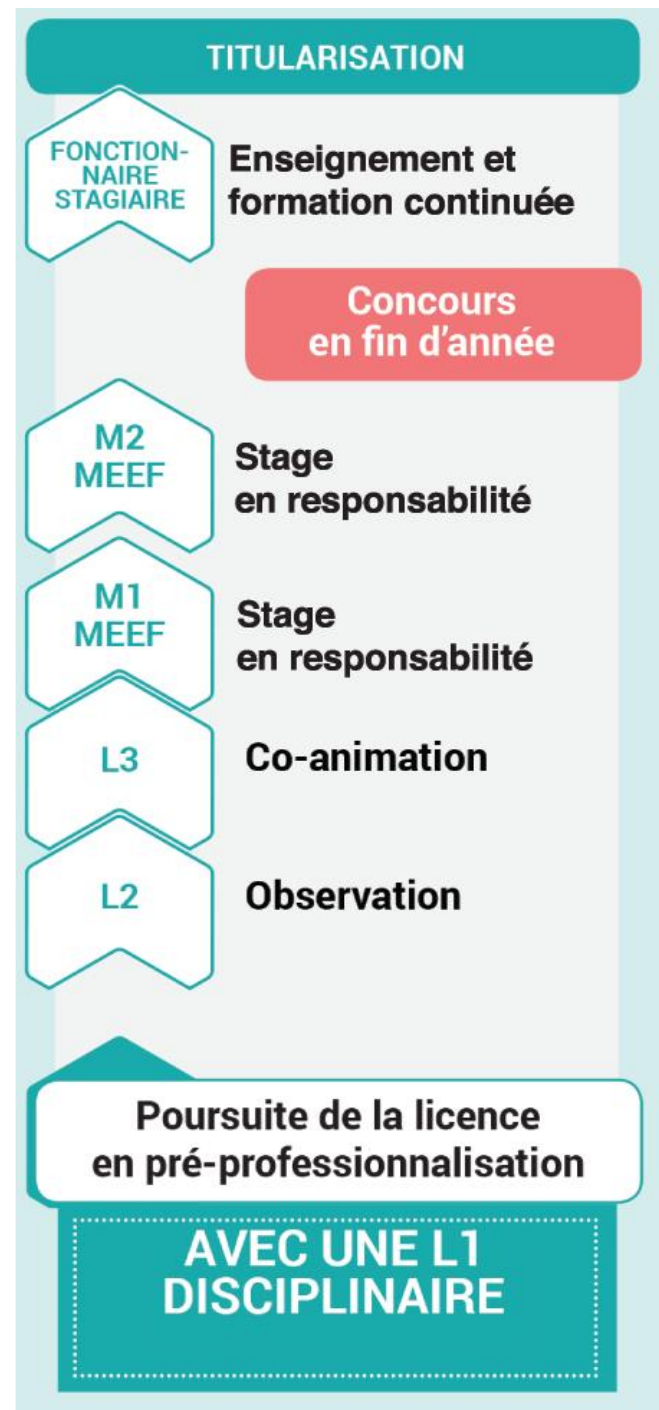 TITULARISATION
FONCTION-
NAIRE
STAGIAIRE
Enseignement et
formation continuée
Concours
en fin d'année
M2
MEEF
Stage
en responsabilité
M1
MEEF
Stage
en responsabilité
L3
Co-animation
L2
Observation
Poursuite de la licence
en pré-professionnalisation
AVEC UNE L1
DISCIPLINAIRE